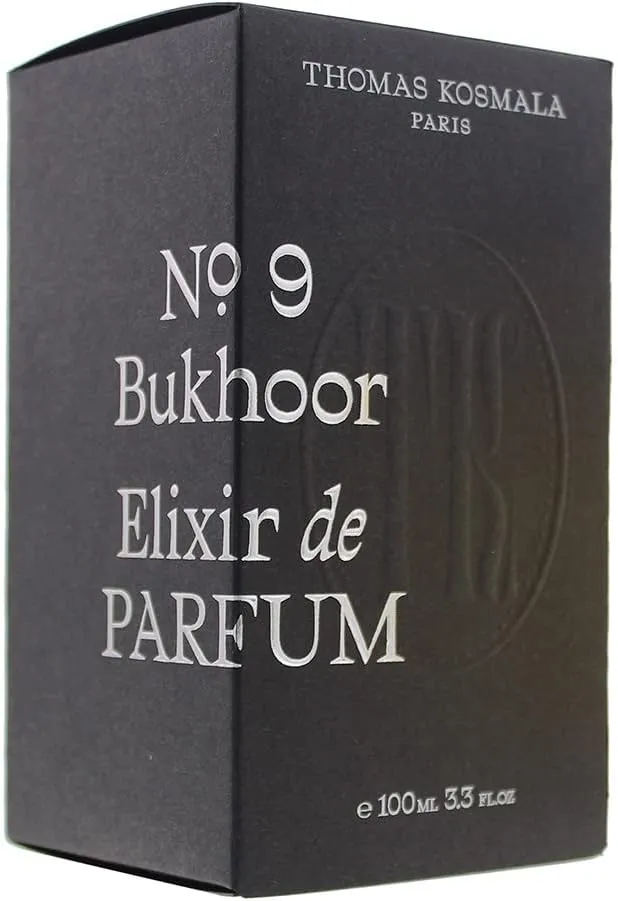 THOMAS KOSMALA
PARIS
Nº 9
Bukhoor
Elixir de
PARFUM
e 100ML 3.3 FL.OZ